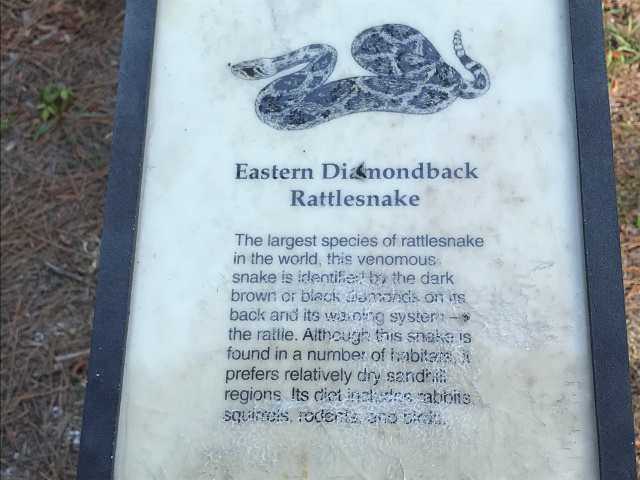 Eastern Diamondback
Rattlesnake
The largest species of rattlesnake
in the world, this venomous
snake is identified by the dark
brown or black diamonds on its
back and its warning system –
the rattle. Although this snake is
found in a number of habitats, it
prefers relatively dry sandhill
regions. Its diet includes rabbits,
squirrels, rodents, and birds.